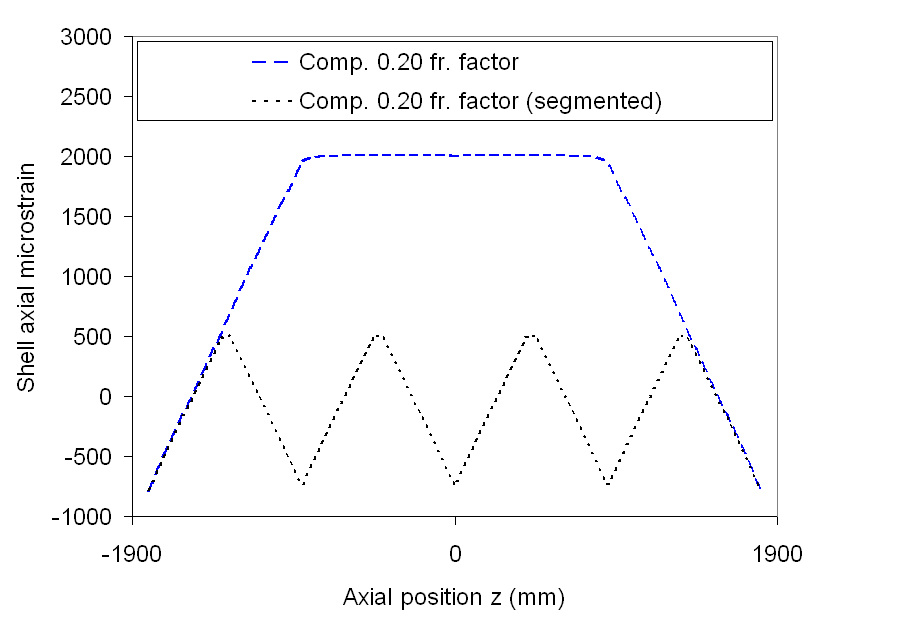 3000
Comp. 0.20 fr. factor
2500
Comp. 0.20 fr. factor (segmented)
2000
1500
1000
500
0
-500
-1000
Shell axial microstrain
-1900 0 1900
Axial position z (mm)